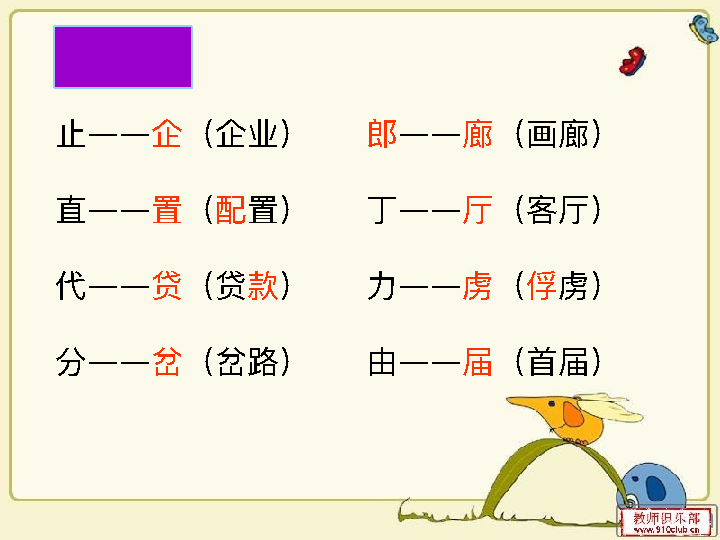 止——企（企业） 郎——廊（画廊）
直——置（配置） 丁——厅（客厅）
代——贷（贷款） 力——虏（俘虏）
分——岔（岔路） 由——届（首届）
教师俱乐部
www.910club.cn